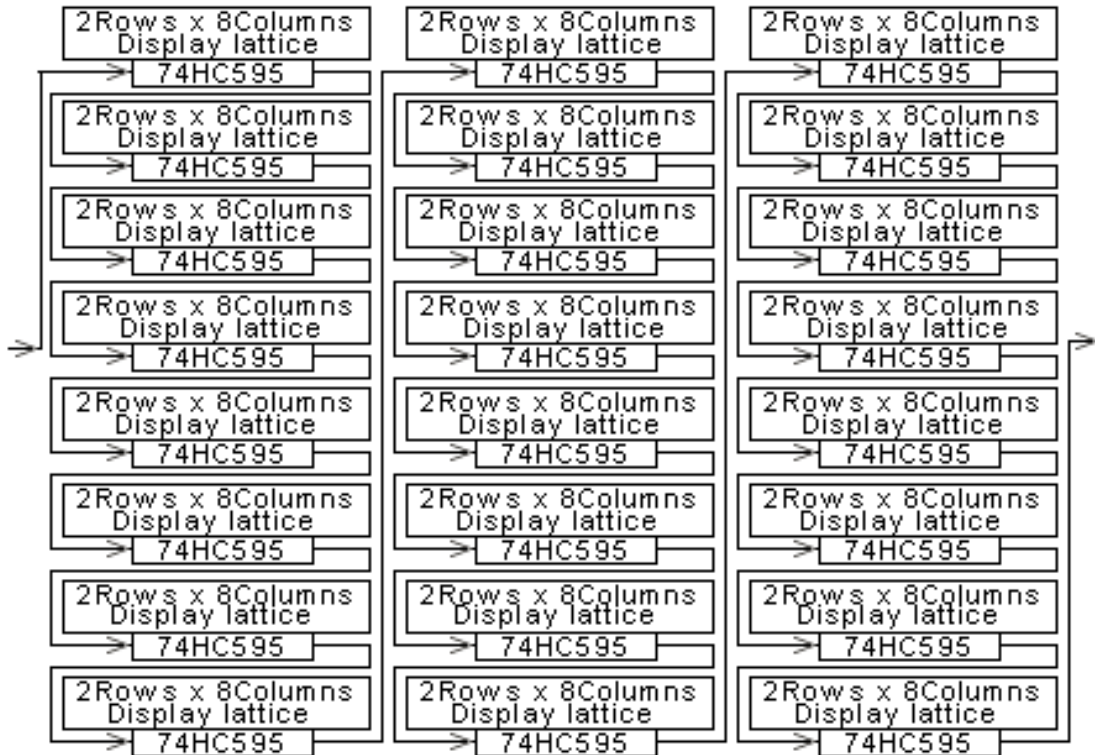 2Rows x 8Columns
Display lattice
74HC595
2Rows x 8Columns
Display lattice
74HC595
2Rows x 8Columns
Display lattice
74HC595
2Rows x 8Columns
Display lattice
74HC595
2Rows x 8Columns
Display lattice
74HC595
2Rows x 8Columns
Display lattice
74HC595
2Rows x 8Columns
Display lattice
74HC595
2Rows x 8Columns
Display lattice
74HC595
2Rows x 8Columns
Display lattice
74HC595
2Rows x 8Columns
Display lattice
74HC595
2Rows x 8Columns
Display lattice
74HC595
2Rows x 8Columns
Display lattice
74HC595
2Rows x 8Columns
Display lattice
74HC595
2Rows x 8Columns
Display lattice
74HC595
2Rows x 8Columns
Display lattice
74HC595
2Rows x 8Columns
Display lattice
74HC595
2Rows x 8Columns
Display lattice
74HC595
2Rows x 8Columns
Display lattice
74HC595
2Rows x 8Columns
Display lattice
74HC595
2Rows x 8Columns
Display lattice
74HC595
2Rows x 8Columns
Display lattice
74HC595
2Rows x 8Columns
Display lattice
74HC595
2Rows x 8Columns
Display lattice
74HC595
2Rows x 8Columns
Display lattice
74HC595